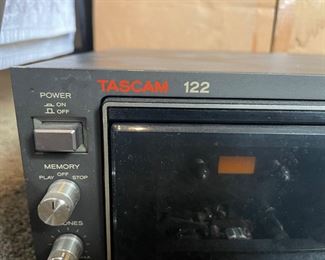 TASCAM 122
POWER
ON
OFF
MEMORY
OFF
PLAY STOP